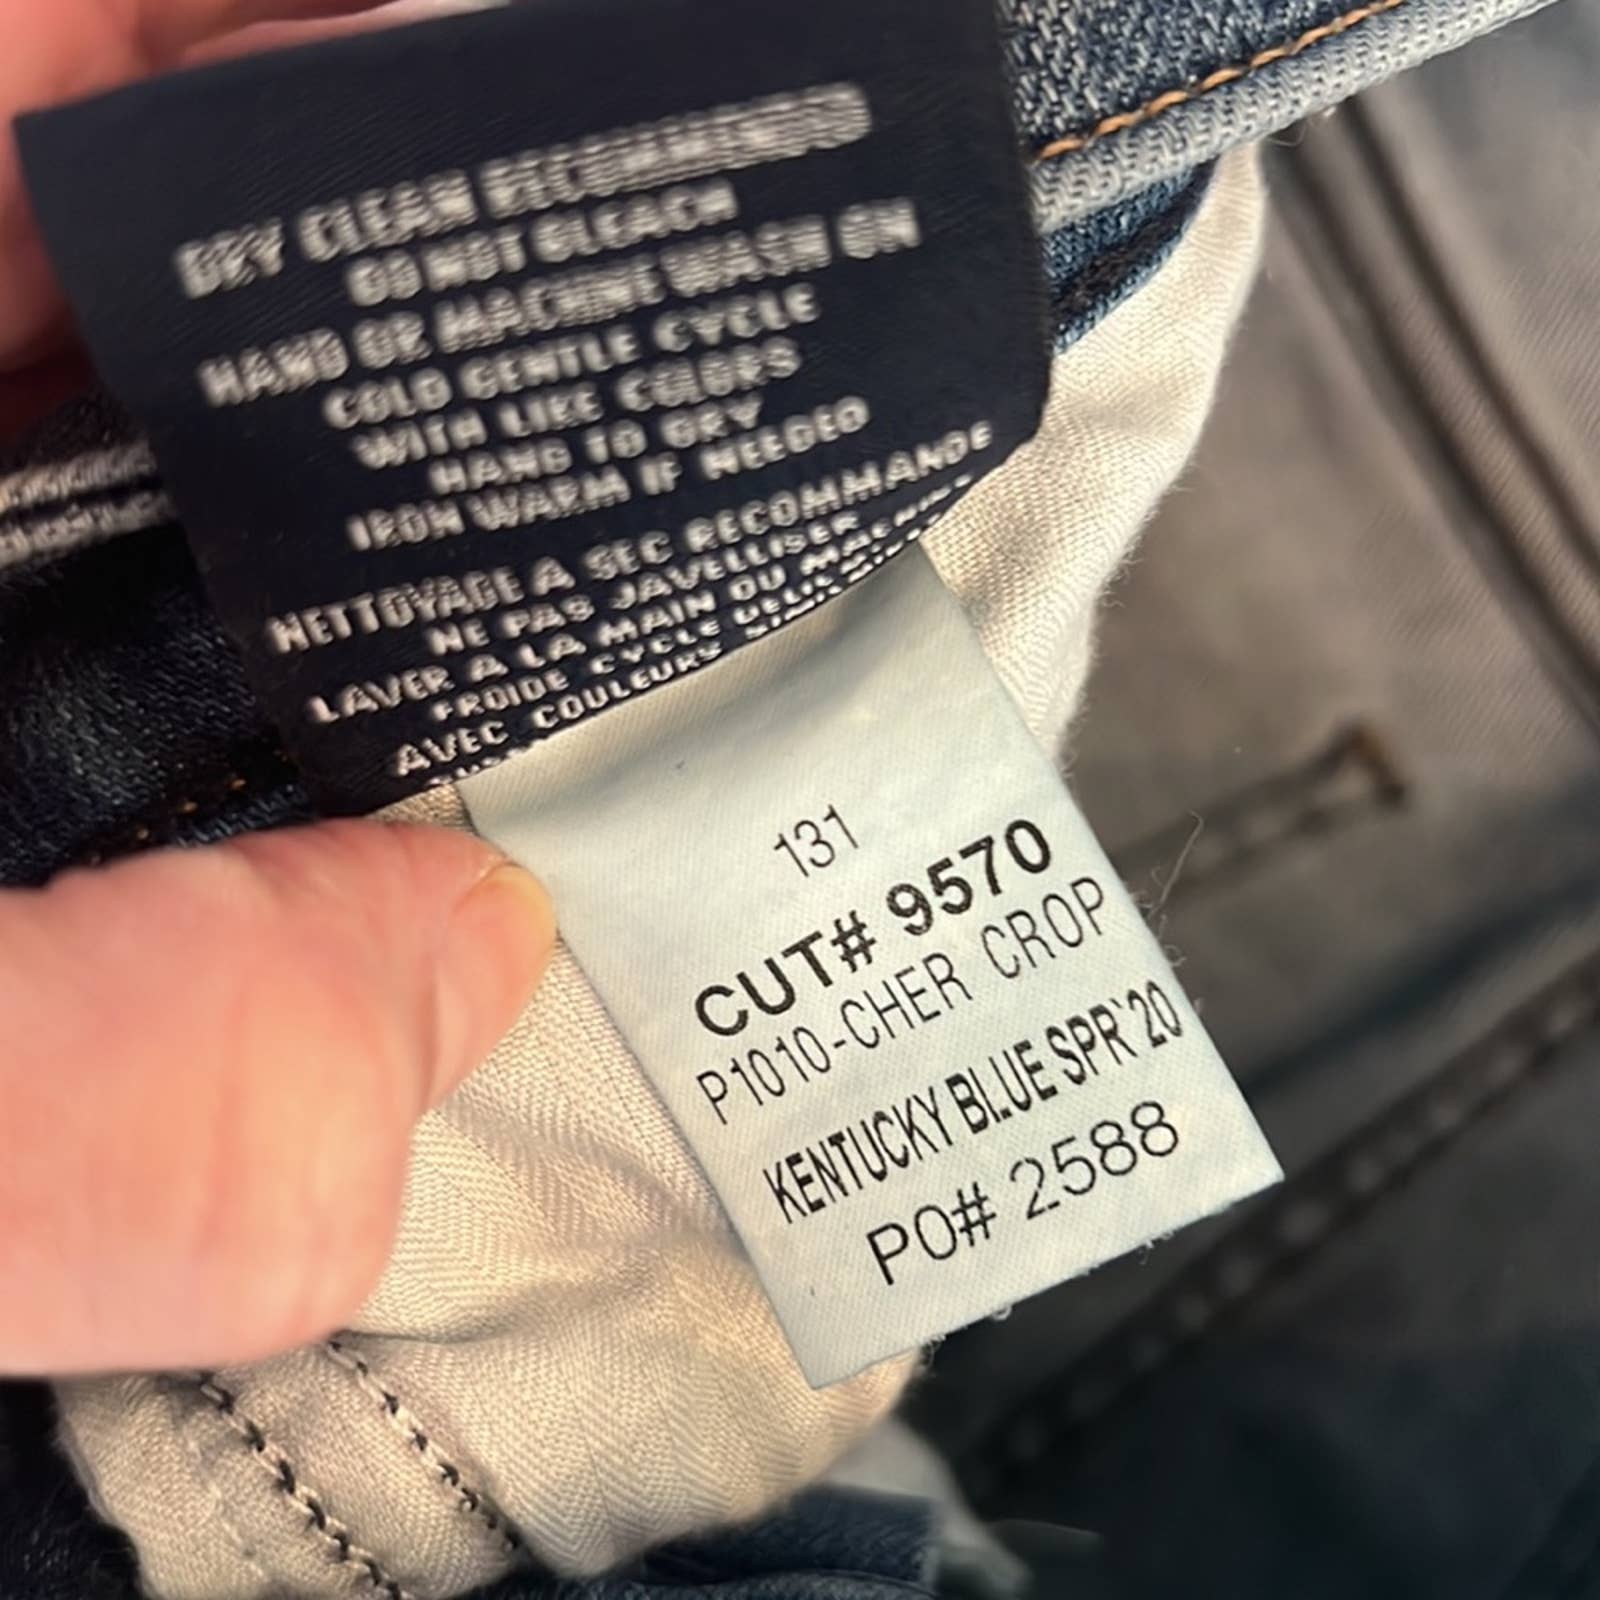 DRY CLEAN RECOMMENDED
DO NOT BLEACH
HAND OR MACHINE WASH ON
COLD GENTLE CYCLE
WITH LIKE COLORS
HANG TO DRY
IRON WARM IF NEEDED
NETTOYAGE A SEC RECOMMANDE
NE PAS JAVELLISER
LAVER A LA MAIN OU MACHINE
FROIDE CYCLE DELIC
AVEC COULEURS
131
CUT# 9570
P1010-CHER CROP
KENTUCKY BLUE SPR'20
PO# 2588